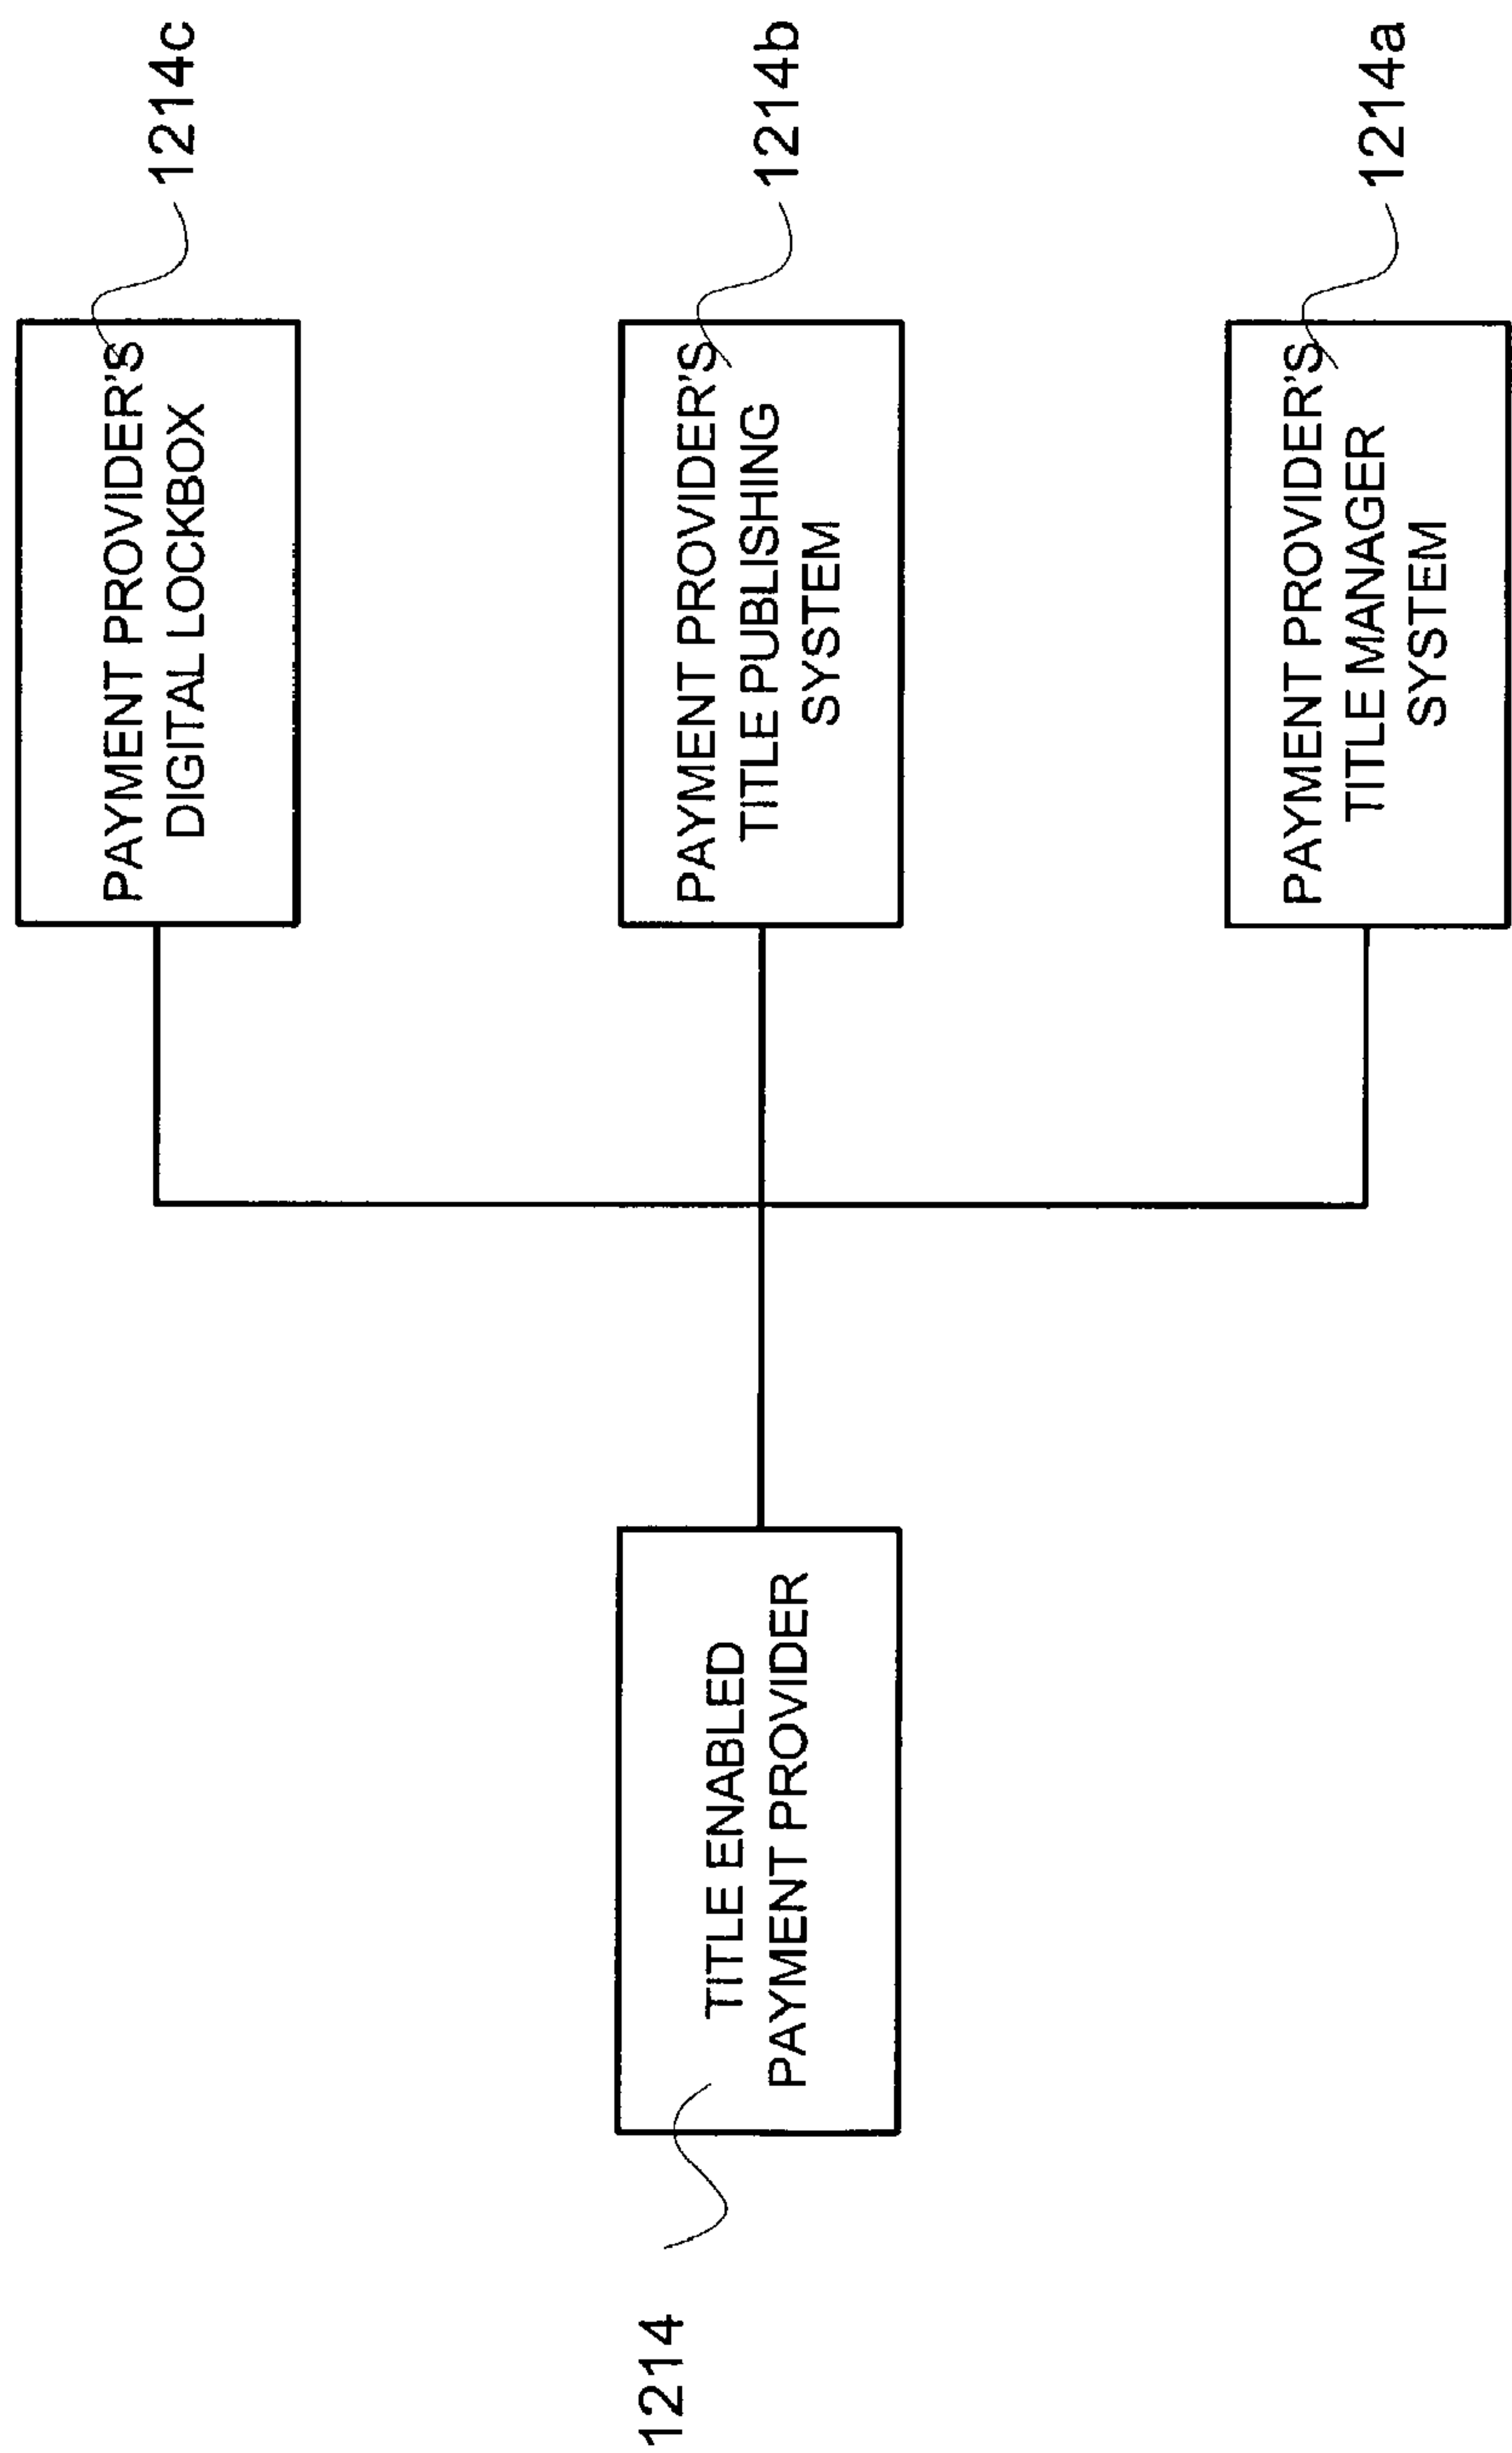 1214c
PAYMENT PROVIDER'S
DIGITAL LOCKBOX
1214b
PAYMENT PROVIDER'S
TITLE PUBLISHING
SYSTEM
1214a
PAYMENT PROVIDER'S
TITLE MANAGER
SYSTEM
TITLE ENABLED
PAYMENT PROVIDER
1214